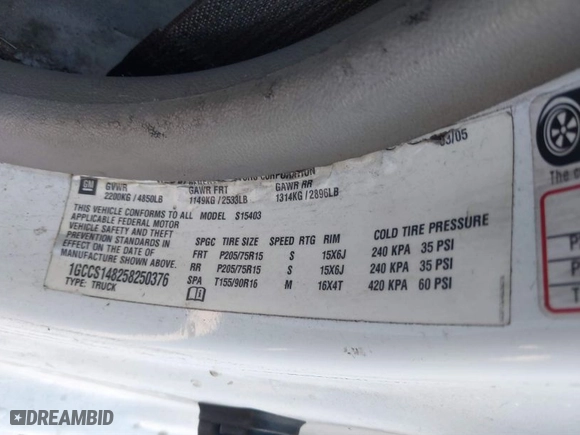 CORPORATION
03/05
GM
GVWR GAWR FRT GAWR RR
2200KG / 4850LB 1149KG / 2533LB 1314KG / 2896LB
THIS VEHICLE CONFORMS TO ALL MODEL S15403
APPLICABLE FEDERAL MOTOR
VEHICLE SAFETY AND THEFT
PREVENTION STANDARDS IN
EFFECT ON THE DATE OF
MANUFACTURE SHOWN ABOVE.
1GCCS148258250376
TYPE: TRUCK
SPGC TIRE SIZE SPEED RTG RIM COLD TIRE PRESSURE
FRT P205/75R15 S 15X6J 240 KPA 35 PSI
RR P205/75R15 S 15X6J 240 KPA 35 PSI
SPA T155/90R16 M 16X4T 420 KPA 60 PSI
The co
DREAMBID